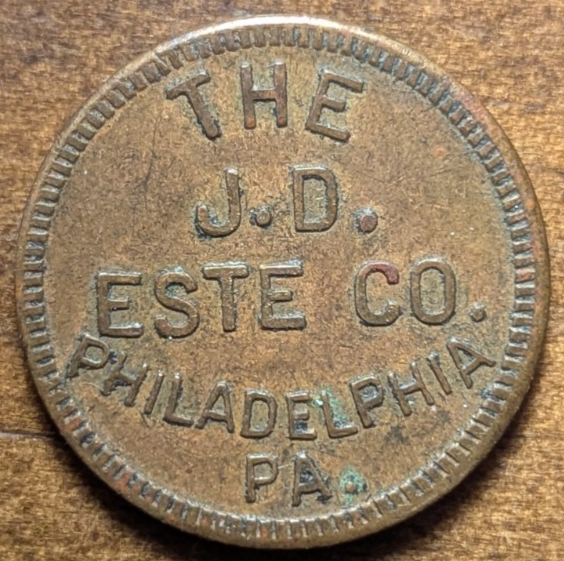 THE
J.D.
ESTE CO.
PHILADELPHIA
PA.